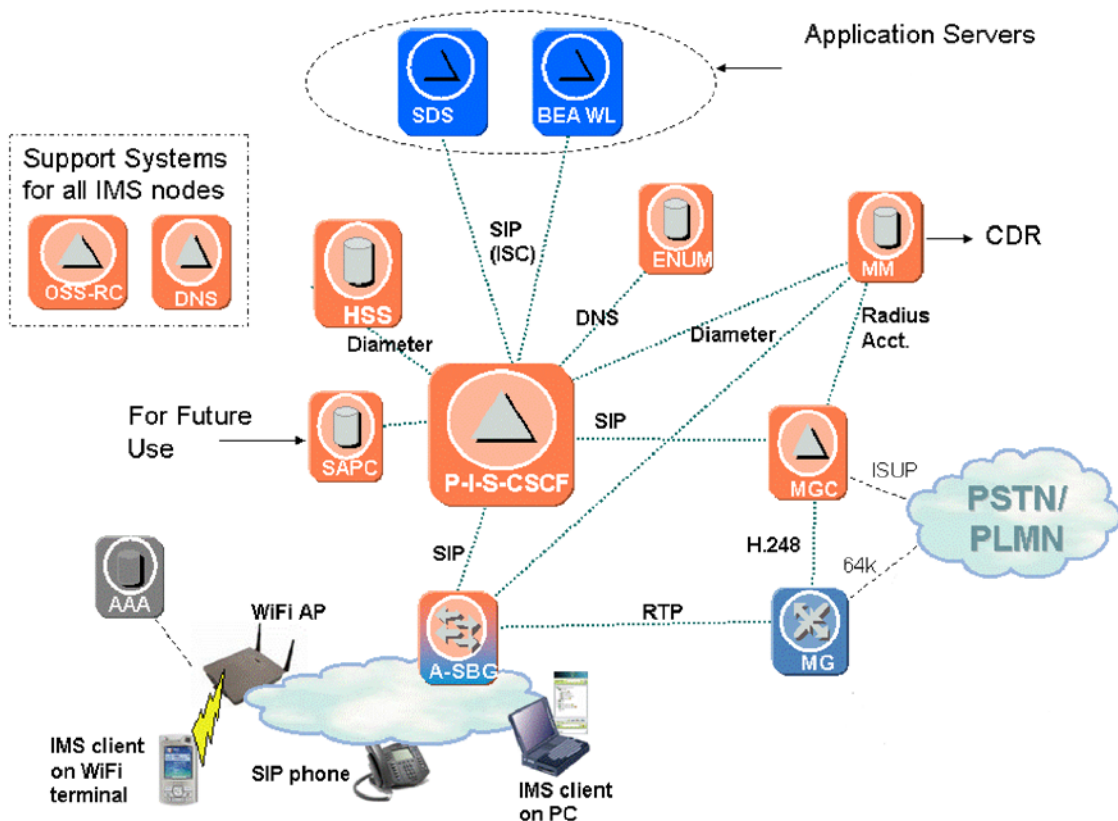 Application Servers
SDS
BEA WL
Support Systems
for all IMS nodes
OSS-RC
DNS
SIP
(ISC)
ENUM
MM
CDR
HSS
DNS
Diameter
Diameter
Radius
Acct.
For Future
Use
SAPC
P-I-S-CSCF
SIP
MGC
ISUP
PSTN/
PLMN
SIP
H.248
64k
AAA
WiFi AP
A-SBG
RTP
MG
IMS client
on WiFi
terminal
SIP phone
IMS client
on PC